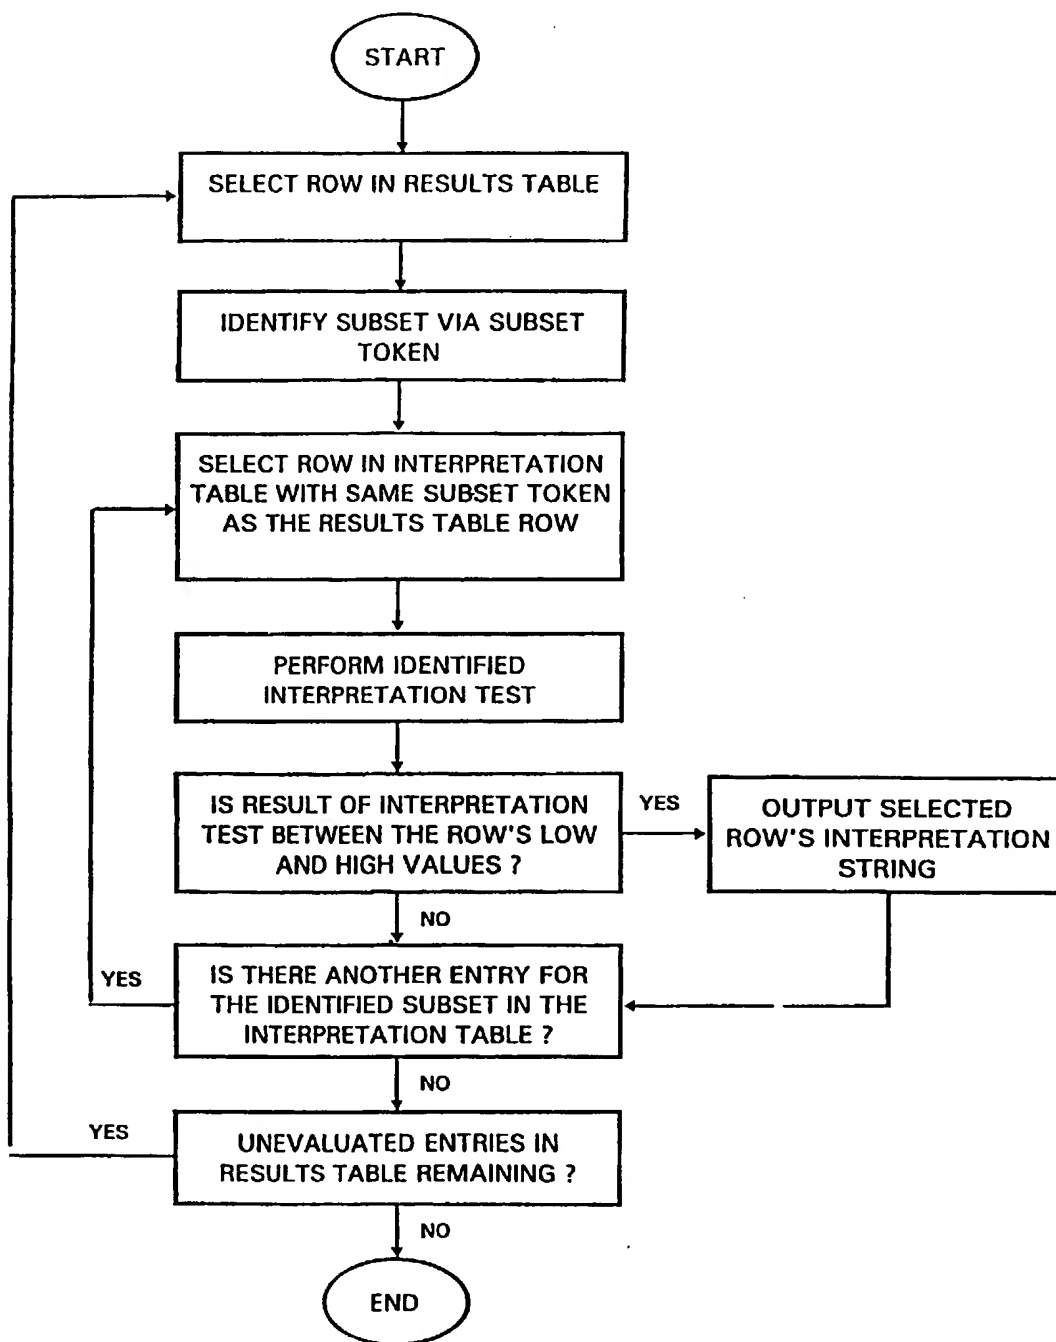 START
SELECT ROW IN RESULTS TABLE
IDENTIFY SUBSET VIA SUBSET
TOKEN
SELECT ROW IN INTERPRETATION
TABLE WITH SAME SUBSET TOKEN
AS THE RESULTS TABLE ROW
PERFORM IDENTIFIED
INTERPRETATION TEST
IS RESULT OF INTERPRETATION
TEST BETWEEN THE ROW'S LOW
AND HIGH VALUES ?
YES
OUTPUT SELECTED
ROW'S INTERPRETATION
STRING
NO
IS THERE ANOTHER ENTRY FOR
THE IDENTIFIED SUBSET IN THE
INTERPRETATION TABLE ?
YES
NO
UNEVALUATED ENTRIES IN
RESULTS TABLE REMAINING ?
YES
NO
END